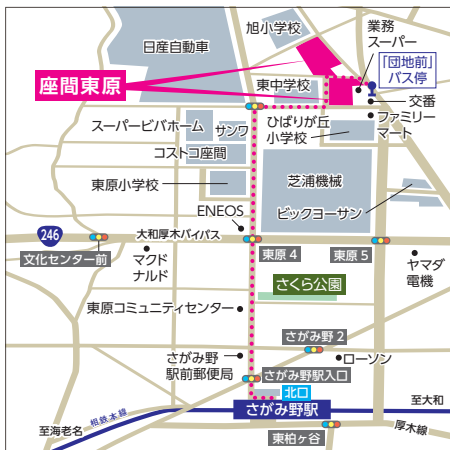 旭小学校
業務
スーパー
日産自動車
「団地前」
バス停
座間東原
東中学校
交番
スーパービバホーム
サンワ
ひばりが丘
小学校
ファミリー
マート
コストコ座間
東原小学校
芝浦機械
ENEOS
ビックヨーサン
246
大和厚木バイパス
文化センター前
東原 4
東原 5
マクド
ナルド
ヤマダ
電機
さくら公園
東原コミュニティセンター
さがみ野 2
さがみ野
駅前郵便局
ローソン
さがみ野駅入口
北口
さがみ野駅
至大和
相鉄本線
至海老名
東柏ヶ谷
厚木線